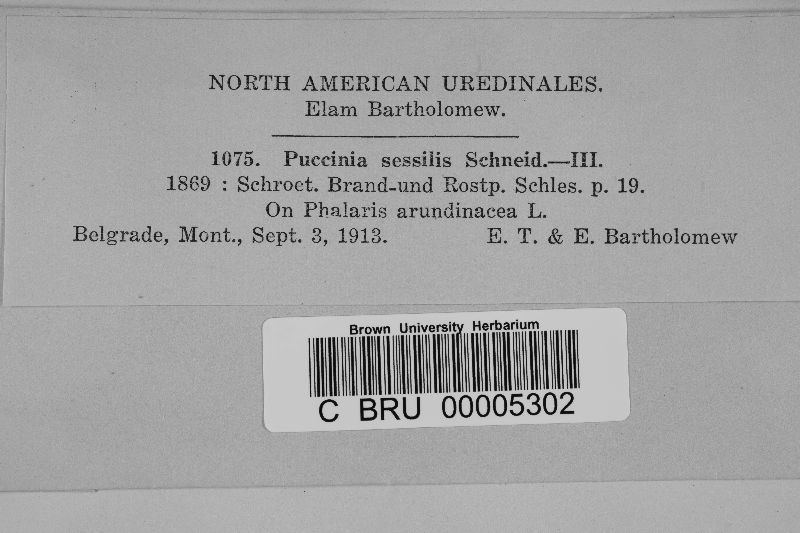 NORTH AMERICAN UREDINALES.
Elam Bartholomew.
1075. Puccinia sessilis Schneid.—III.
1869 : Schroet. Brand-und Rostp. Schles. p. 19.
On Phalaris arundinacea L.
Belgrade, Mont., Sept. 3, 1913. E. T. & E. Bartholomew
Brown University Herbarium
C BRU 00005302